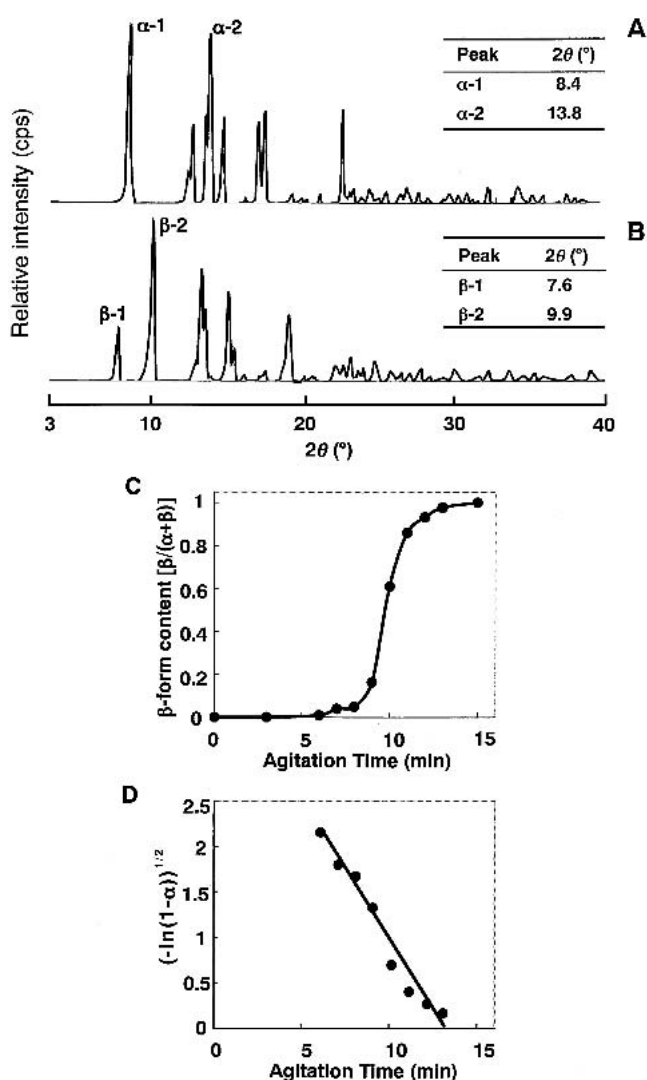 A
α-1
α-2
Peak 2θ (°)
α-1 8.4
α-2 13.8
Relative intensity (cps)
B
β-2
β-1
Peak 2θ (°)
β-1 7.6
β-2 9.9
3 10 20 30 40
2θ (°)
C
β-form content [β/(α+β)]
1
0.8
0.6
0.4
0.2
0
0 5 10 15
Agitation Time (min)
D
(-ln(1-α))^1/2
2.5
2
1.5
1
0.5
0
0 5 10 15
Agitation Time (min)